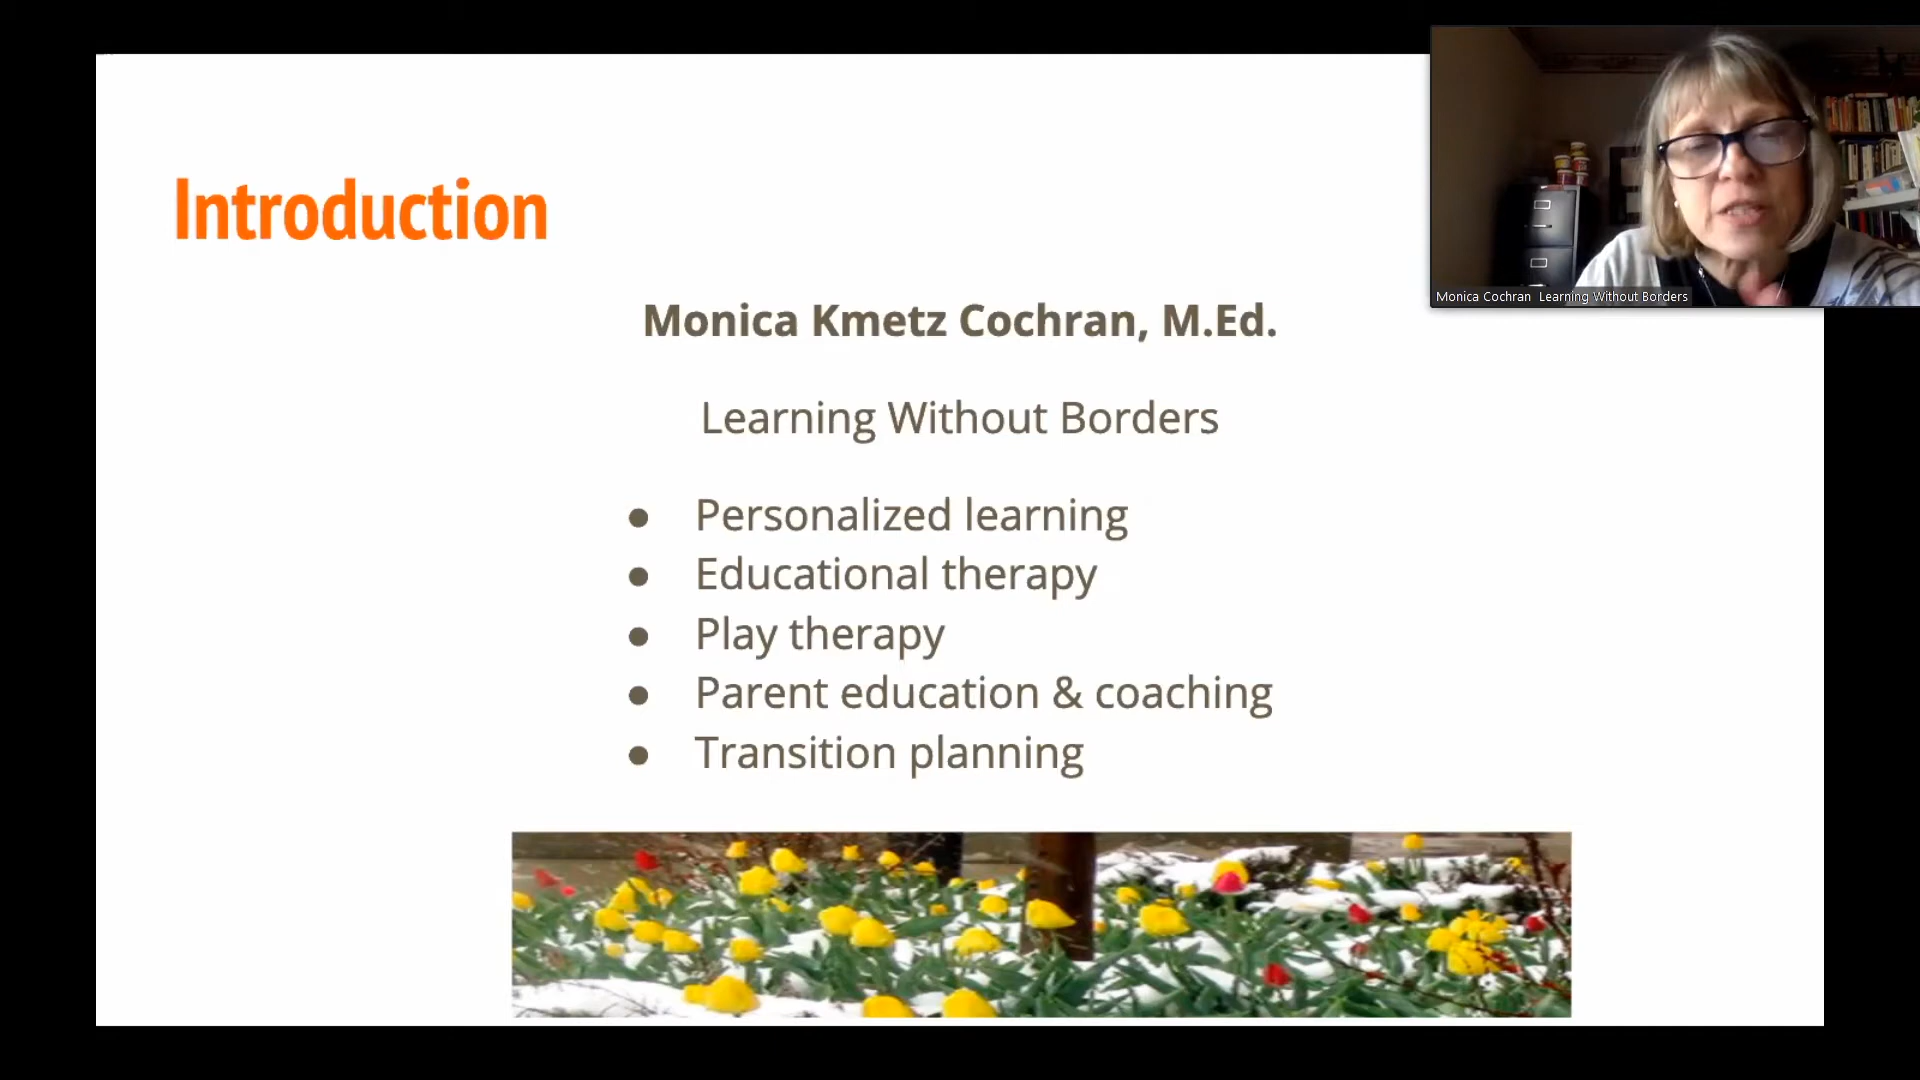 Introduction
Monica Cochran Learning Without Borders
Monica Kmetz Cochran, M.Ed.
Learning Without Borders
● Personalized learning
● Educational therapy
● Play therapy
● Parent education & coaching
● Transition planning